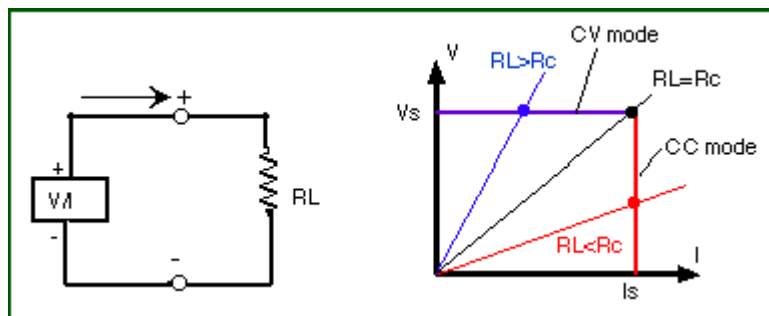 +
+
V/I
-
-
RL
V
CV mode
RL>Rc
RL=Rc
Vs
CC mode
RL<Rc
I
Is